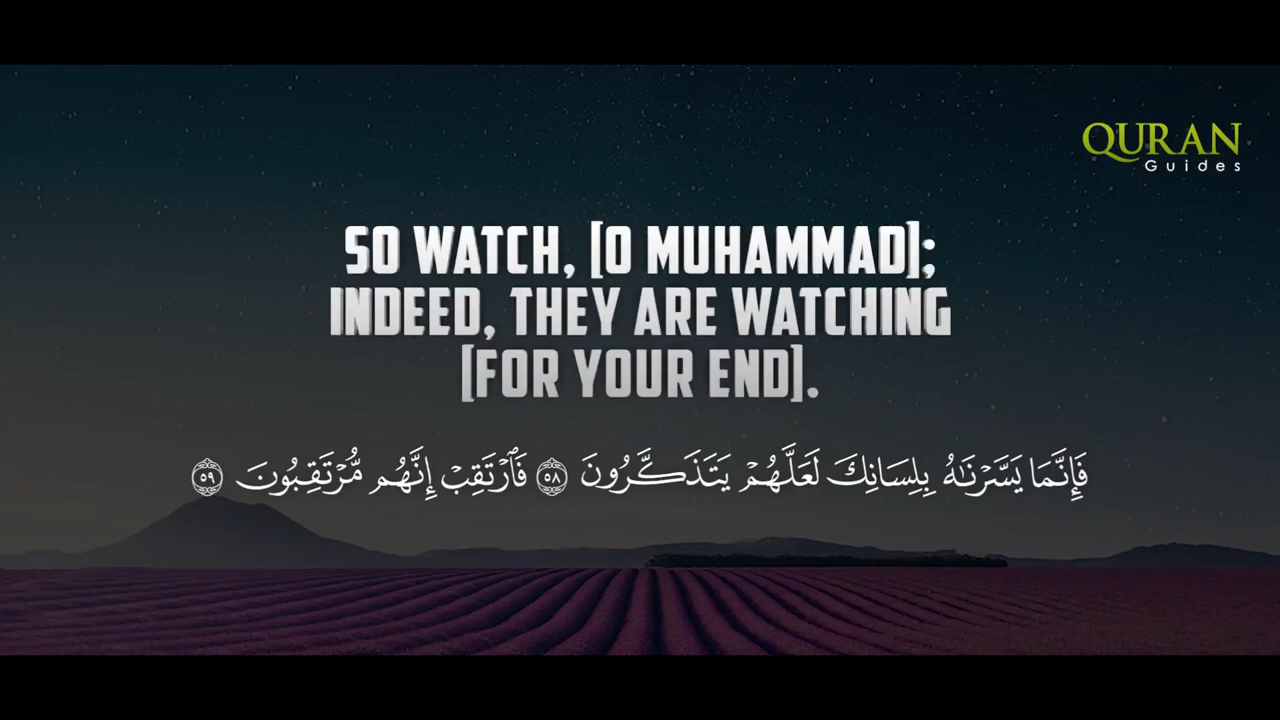 QURAN
Guides
SO WATCH, [O MUHAMMAD];
INDEED, THEY ARE WATCHING
[FOR YOUR END].
فَإِنَّمَا يَسَّرْنَٰهُ بِلِسَانِكَ لَعَلَّهُمْ يَتَذَكَّرُونَ ٥٨ فَٱرْتَقِبْ إِنَّهُم مُّرْتَقِبُونَ ٥٩